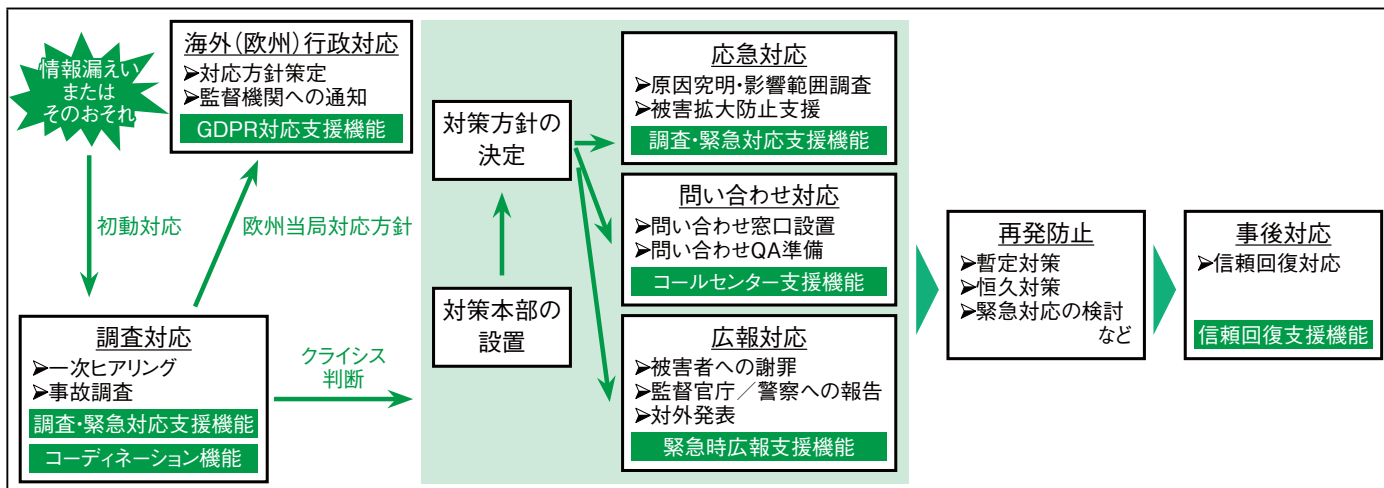 情報漏えい
または
そのおそれ
海外(欧州)行政対応
➤対応方針策定
➤監督機関への通知
GDPR対応支援機能
初動対応
欧州当局対応方針
調査対応
➤一次ヒアリング
➤事故調査
調査・緊急対応支援機能
コーディネーション機能
クライシス
判断
対策方針の
決定
対策本部の
設置
応急対応
➤原因究明・影響範囲調査
➤被害拡大防止支援
調査・緊急対応支援機能
問い合わせ対応
➤問い合わせ窓口設置
➤問い合わせQA準備
コールセンター支援機能
広報対応
➤被害者への謝罪
➤監督官庁/警察への報告
➤対外発表
緊急時広報支援機能
再発防止
➤暫定対策
➤恒久対策
➤緊急対応の検討
など
事後対応
➤信頼回復対応
信頼回復支援機能